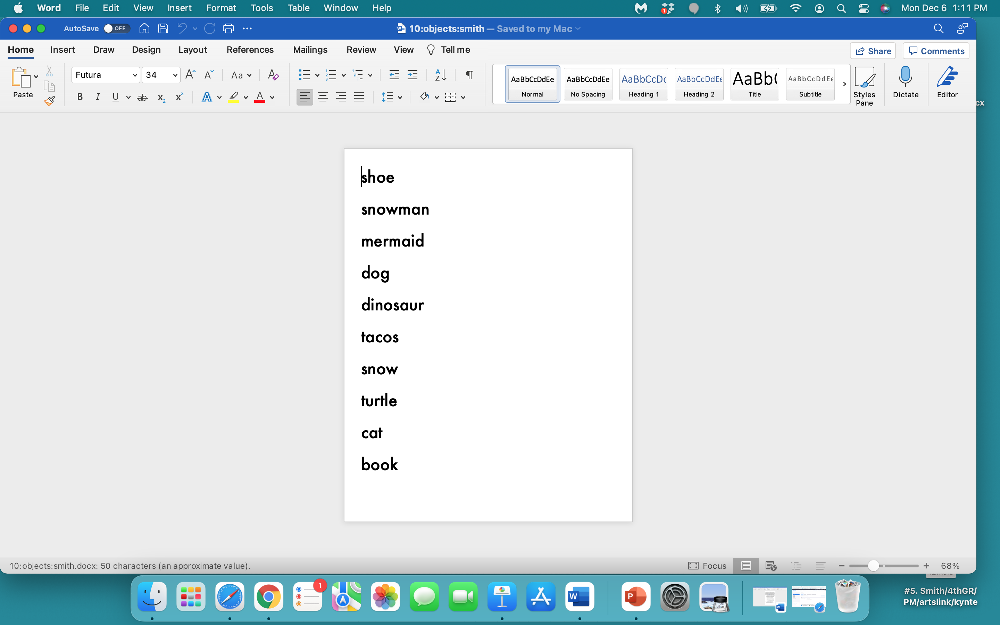 Word File Edit View Insert Format Tools Table Window Help 1 Mon Dec 6 1:11 PM
AutoSave OFF 10:objects:smith — Saved to my Mac
Home Insert Draw Design Layout References Mailings Review View Tell me Share Comments
Paste Futura 34 Aa AaBbCcDdEe Normal AaBbCcDdEe No Spacing AaBbCcDc Heading 1 AaBbCcDdEe Heading 2 AaBb( Title AaBbCcDdEe Subtitle Styles Pane Dictate Editor
cx
shoe
snowman
mermaid
dog
dinosaur
tacos
snow
turtle
cat
book
10:objects:smith.docx: 50 characters (an approximate value). Focus 68%
1
#5. Smith/4thGR/
PM/artslink/kynte